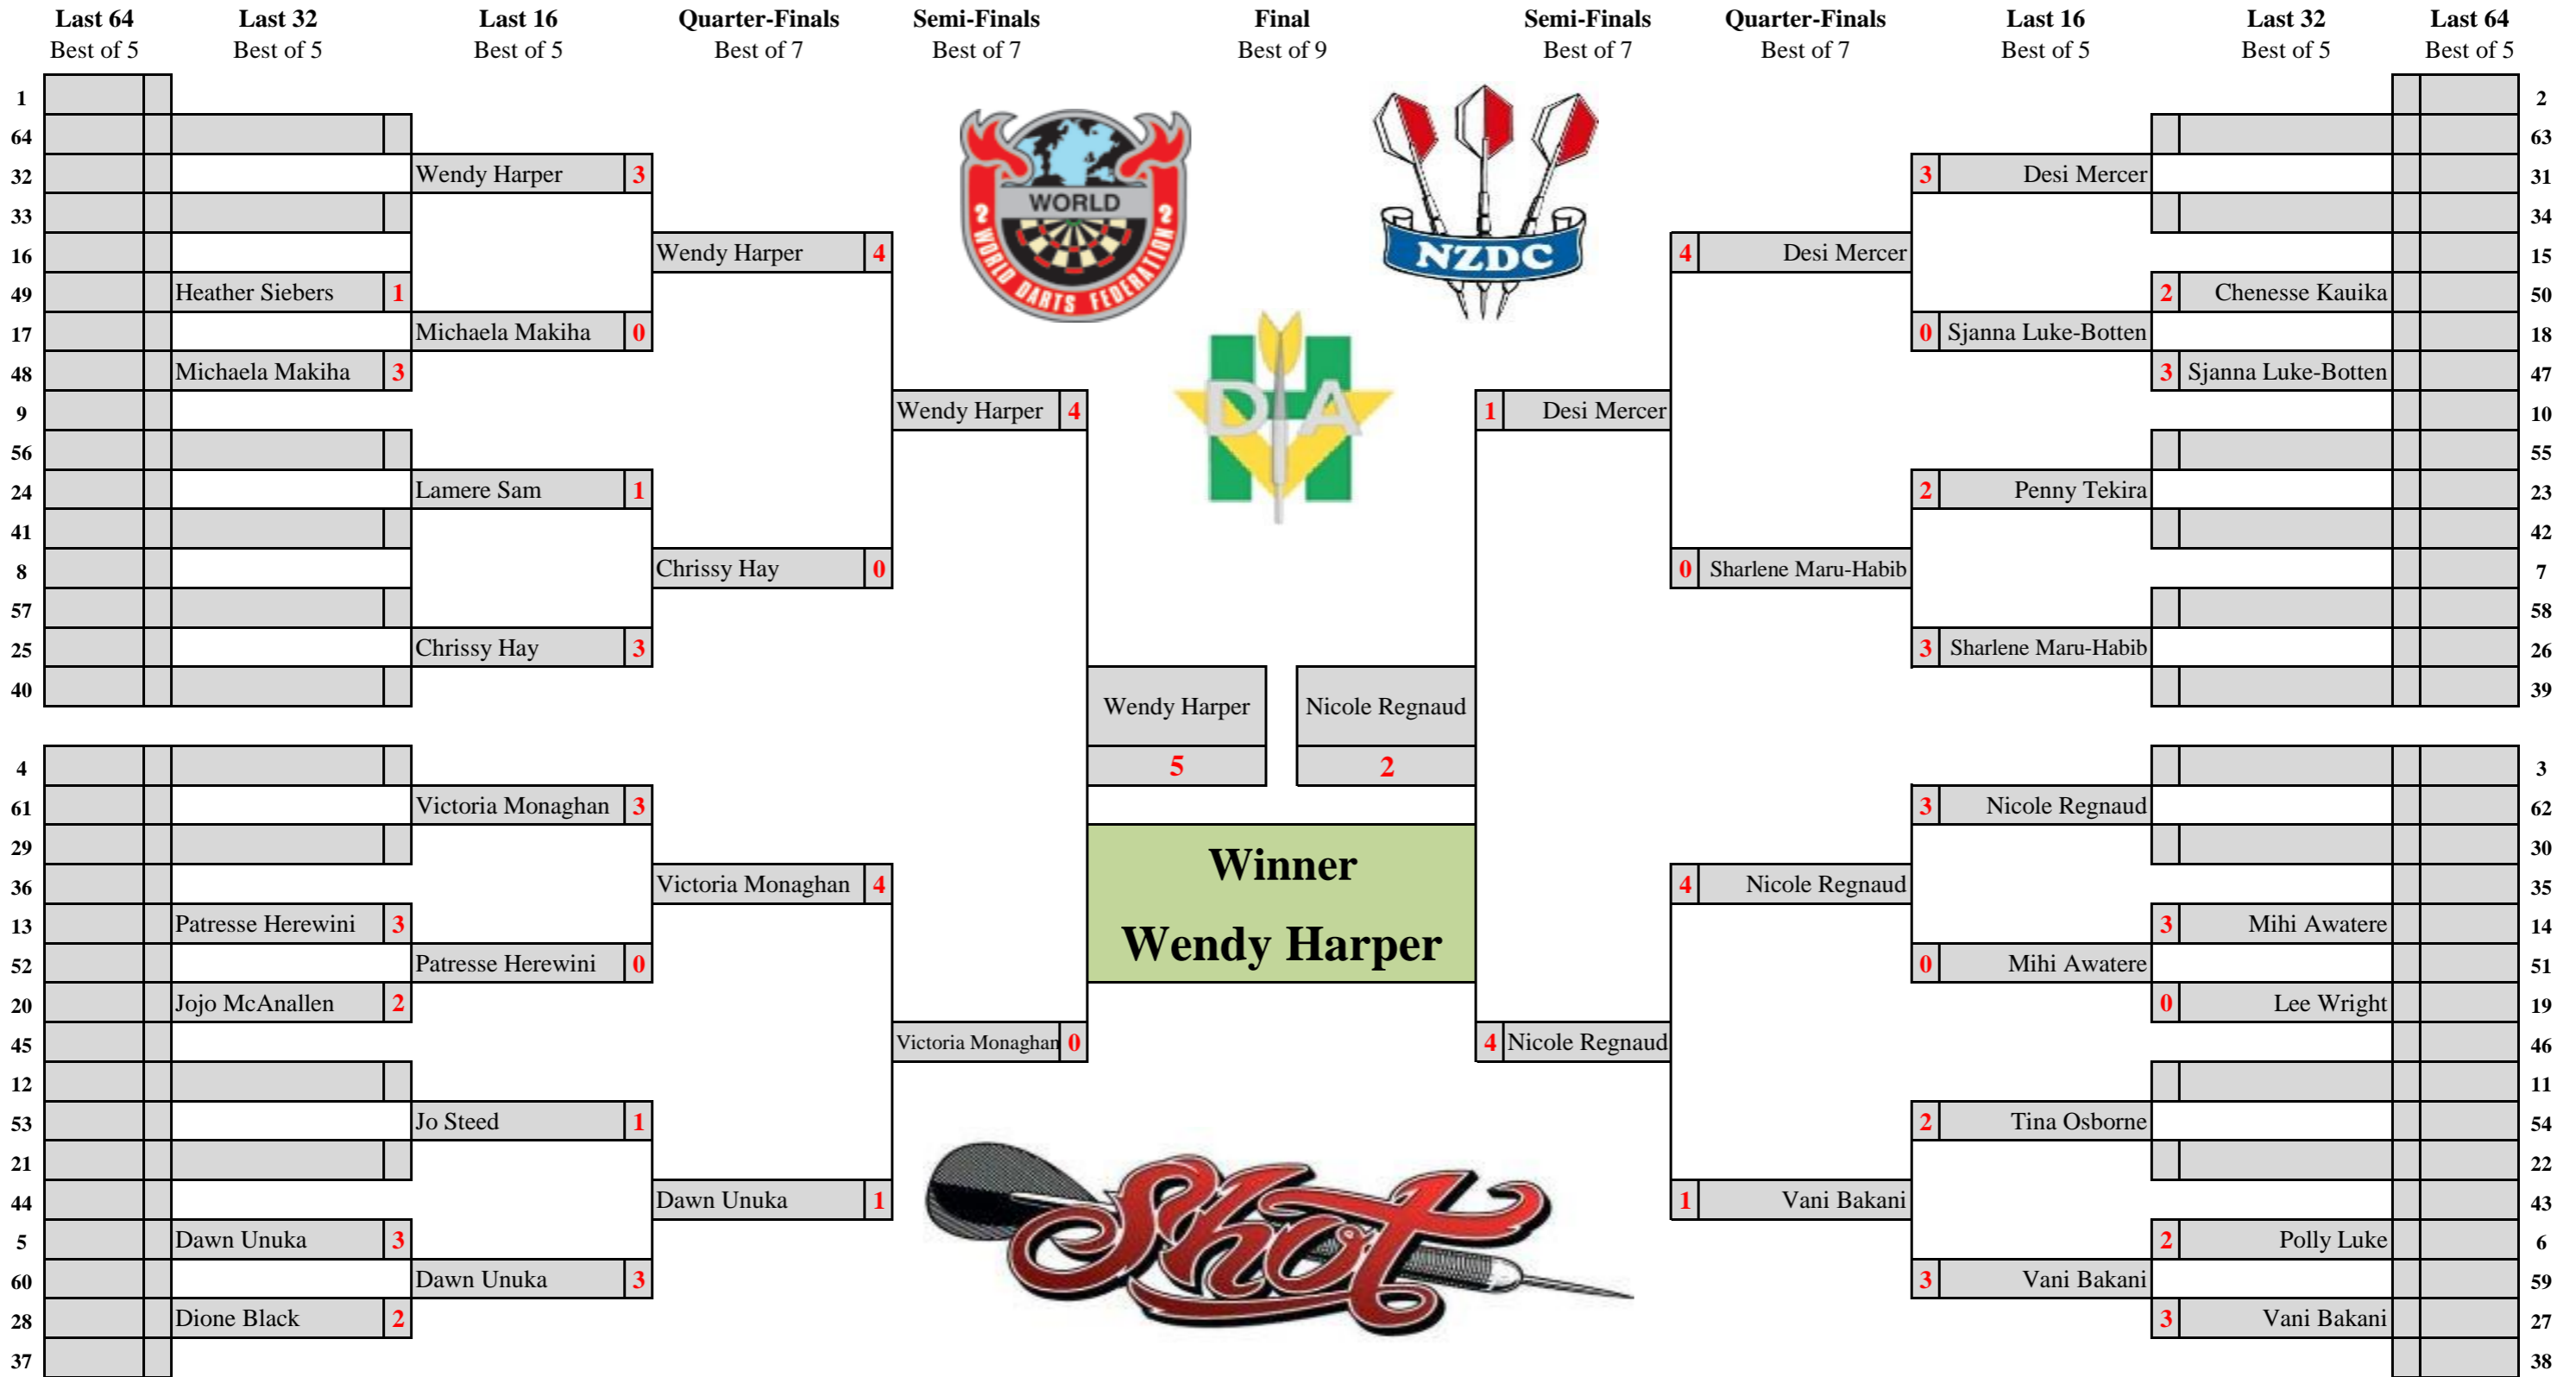 Last 64 Last 32 Last 16 Quarter-Finals Semi-Finals Final Semi-Finals Quarter-Finals Last 16 Last 32 Last 64
Best of 5 Best of 5 Best of 5 Best of 7 Best of 7 Best of 9 Best of 7 Best of 7 Best of 5 Best of 5 Best of 5
1 2
64 63
32 Wendy Harper 3 3 Desi Mercer 31
WORLD
33 34
2 WORLD DARTS FEDERATION 2
16 Wendy Harper 4 NZDC 4 Desi Mercer 15
49 Heather Siebers 1 2 Chenesse Kauika 50
17 Michaela Makiha 0 0 Sjanna Luke-Botten 18
48 Michaela Makiha 3 3 Sjanna Luke-Botten 47
9 Wendy Harper 4 D H A 1 Desi Mercer 10
56 55
24 Lamere Sam 1 2 Penny Tekira 23
41 42
8 Chrissy Hay 0 0 Sharlene Maru-Habib 7
57 58
25 Chrissy Hay 3 3 Sharlene Maru-Habib 26
40 39
Wendy Harper Nicole Regnaud
4 5 2 3
61 Victoria Monaghan 3 3 Nicole Regnaud 62
29 Winner 30
36 Victoria Monaghan 4 4 Nicole Regnaud 35
13 Patresse Herewini 3 Wendy Harper 3 Mihi Awatere 14
52 Patresse Herewini 0 0 Mihi Awatere 51
20 Jojo McAnallen 2 0 Lee Wright 19
45 Victoria Monaghan 0 4 Nicole Regnaud 46
12 11
53 Jo Steed 1 2 Tina Osborne 54
21 22
44 Dawn Unuka 1 Shot 1 Vani Bakani 43
5 Dawn Unuka 3 2 Polly Luke 6
60 Dawn Unuka 3 3 Vani Bakani 59
28 Dione Black 2 3 Vani Bakani 27
37 38